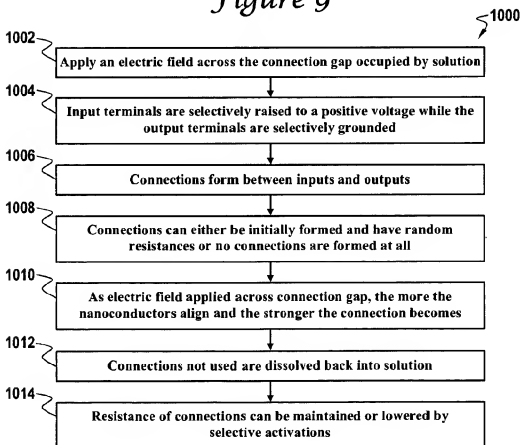 Figure 9
1000
1002
Apply an electric field across the connection gap occupied by solution
1004
Input terminals are selectively raised to a positive voltage while the
output terminals are selectively grounded
1006
Connections form between inputs and outputs
1008
Connections can either be initially formed and have random
resistances or no connections are formed at all
1010
As electric field applied across connection gap, the more the
nanoconductors align and the stronger the connection becomes
1012
Connections not used are dissolved back into solution
1014
Resistance of connections can be maintained or lowered by
selective activations